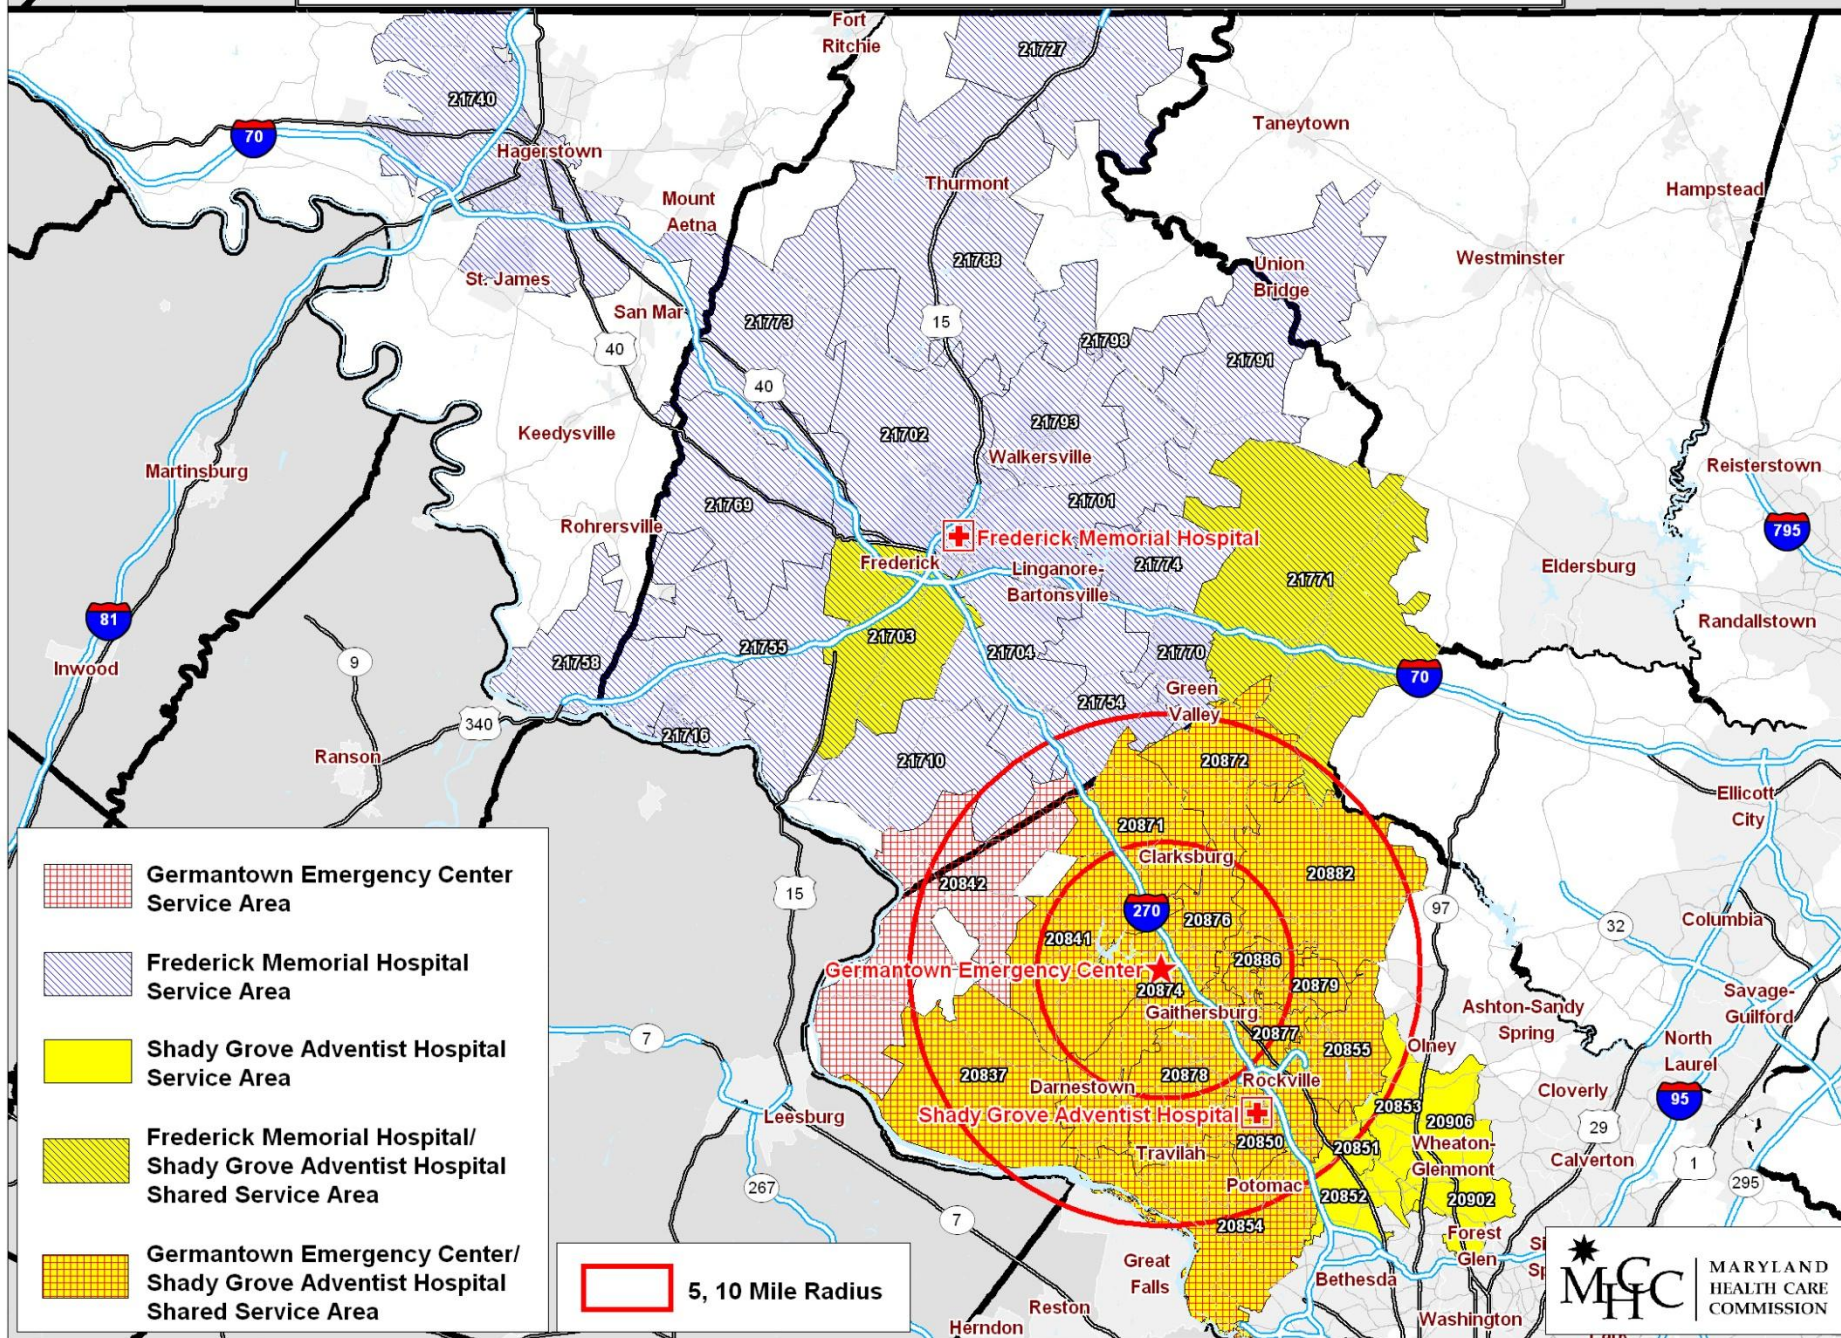 Fort
Ritchie
21727
21740
70
Hagerstown
Taneytown
Thurmont
Hampstead
Mount
Aetna
21788
Union
Bridge
Westminster
St. James
San Mar
21773
15
40
21798
21791
40
Keedysville
21702
21793
Walkersville
Martinsburg
Reisterstown
21769
21701
Rohrersville
795
Frederick Memorial Hospital
Frederick
Linganore-
Bartonsville
21774
21771
Eldersburg
81
Randallstown
21703
21755
21704
21758
21770
Inwood
9
70
Green
Valley
21754
340
21716
Ranson
21710
20872
Ellicott
City
20871
Clarksburg
20842
20882
15
270
20876
97
32
Columbia
20841
20886
Germantown Emergency Center
20874
20879
Gaithersburg
Ashton-Sandy
Spring
Savage-
Guilford
7
20877
20855
Olney
North
Laurel
20837
Darnestown
20878
Rockville
Cloverly
95
Leesburg
Shady Grove Adventist Hospital
20853
20906
29
20850
20851
Wheaton-
Glenmont
Travilah
Calverton
1
267
Potomac
20852
20902
295
7
20854
Forest
Glen
Great
Falls
Bethesda
Reston
Herndon
Washington
Germantown Emergency Center
Service Area
Frederick Memorial Hospital
Service Area
Shady Grove Adventist Hospital
Service Area
Frederick Memorial Hospital/
Shady Grove Adventist Hospital
Shared Service Area
Germantown Emergency Center/
Shady Grove Adventist Hospital
Shared Service Area
5, 10 Mile Radius
MHCC
MARYLAND
HEALTH CARE
COMMISSION